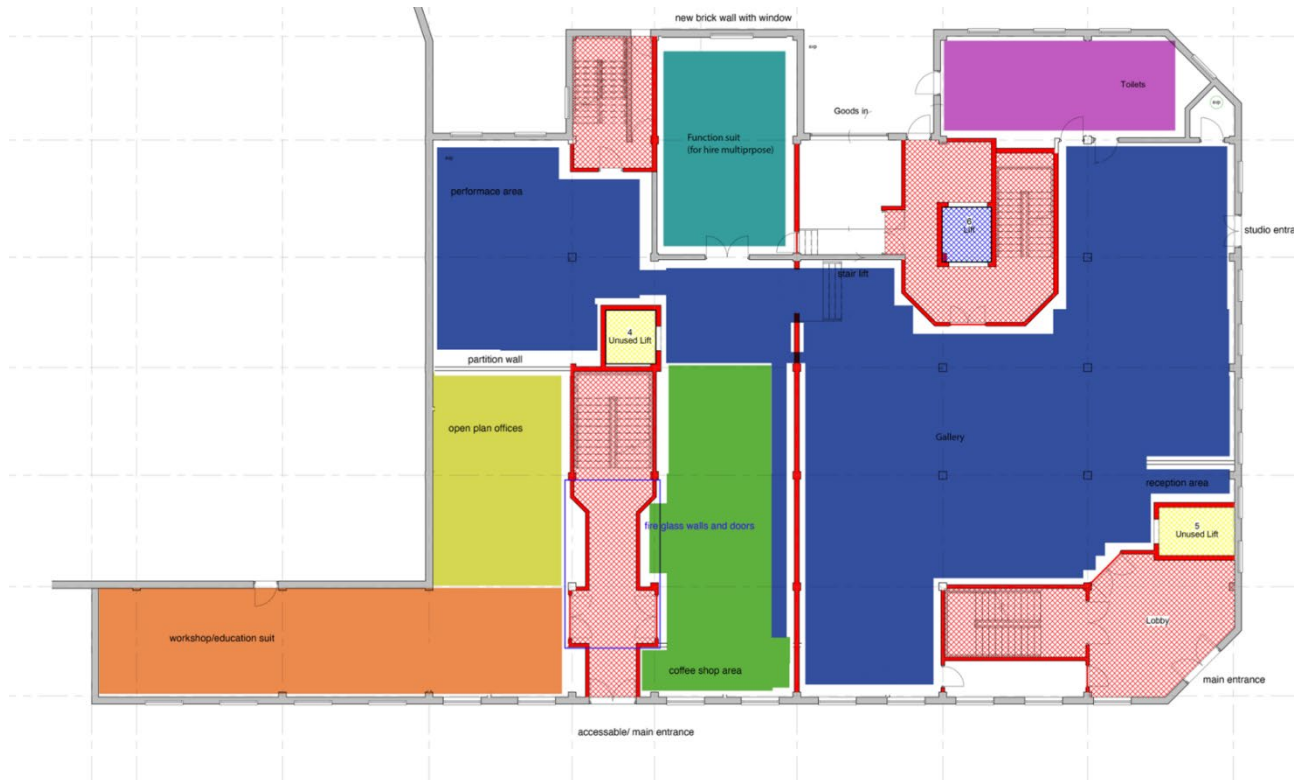 new brick wall with window
Toilets
Goods in
Function suit
(for hire multiprpose)
performace area
6
Lift
studio entra
stair lift
4
Unused Lift
partition wall
open plan offices
Gallery
reception area
fire glass walls and doors
5
Unused Lift
workshop/education suit
Lobby
coffee shop area
main entrance
accessable/ main entrance